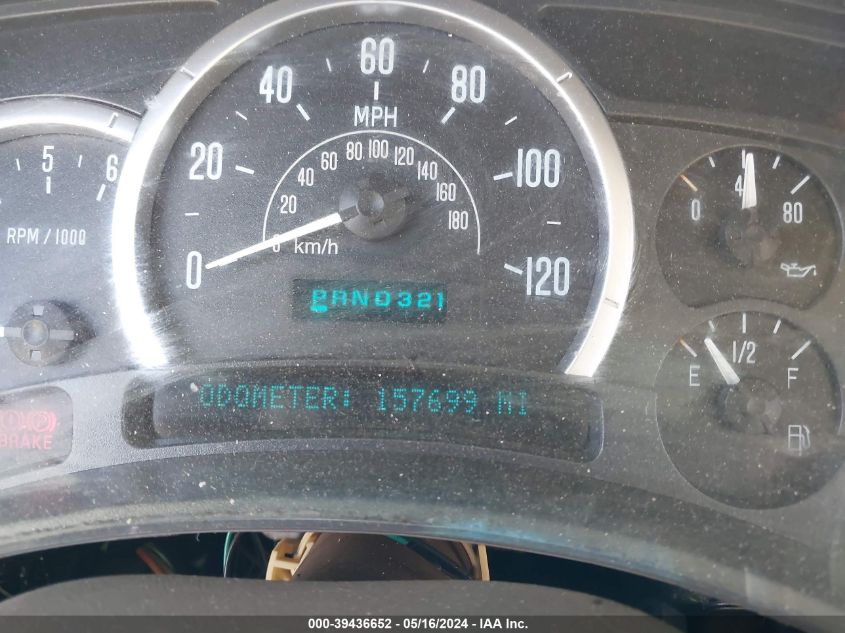 60
40 80
MPH
20 100
0 120
5 6
RPM / 1000
0 20 40 60 80 100 120 140 160 180
km/h
PRND321
ODOMETER: 157699 MI
BRAKE
0 4 80
E 1/2 F
000-39436652 - 05/16/2024 - IAA Inc.